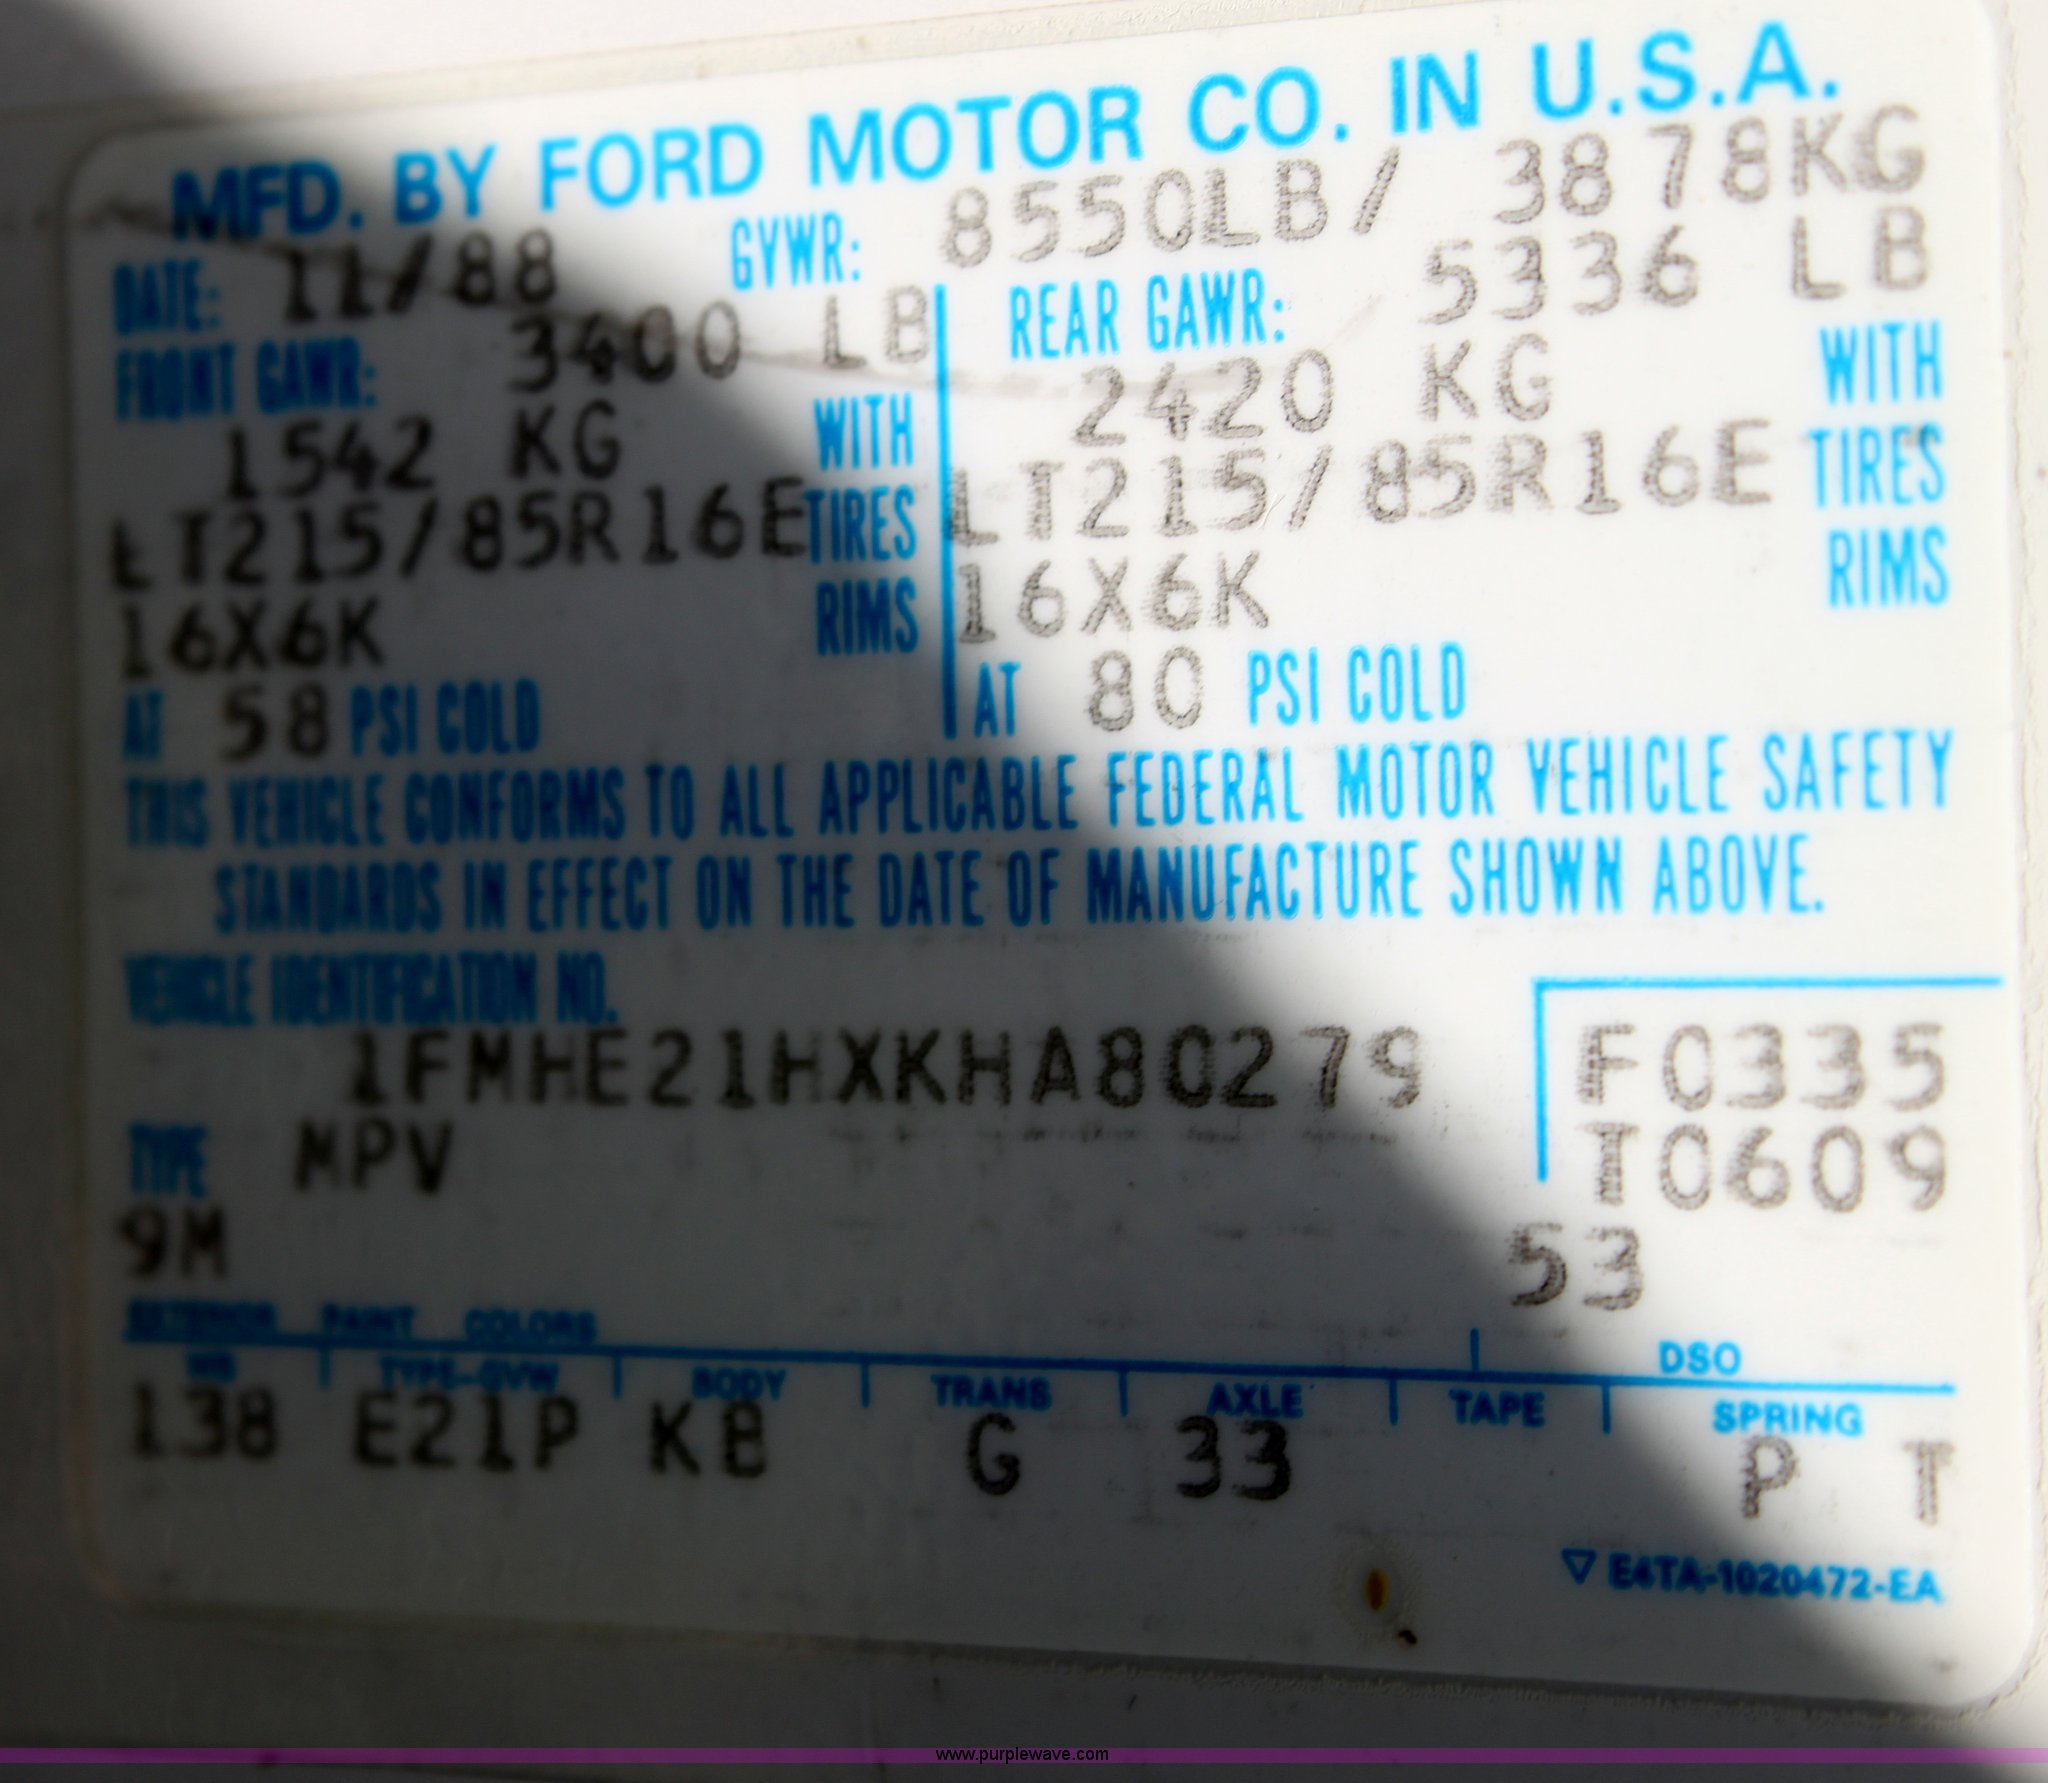 MFD. BY FORD MOTOR CO. IN U.S.A.
DATE: 11/88 GVWR: 8550LB/ 3878KG
FRONT GAWR: 3400 LB REAR GAWR: 5336 LB
1542 KG WITH 2420 KG WITH
LT215/85R16E TIRES LT215/85R16E TIRES
16X6K RIMS 16X6K RIMS
AT 58 PSI COLD AT 80 PSI COLD
THIS VEHICLE CONFORMS TO ALL APPLICABLE FEDERAL MOTOR VEHICLE SAFETY
STANDARDS IN EFFECT ON THE DATE OF MANUFACTURE SHOWN ABOVE.
VEHICLE IDENTIFICATION NO.
1FMHE21HXKHA80279 F0335
TYPE MPV T0609
9M 53
EXTERIOR PAINT COLORS DSO
WB TYPE-GVW BODY TRANS AXLE TAPE SPRING
138 E21P KB G 33 P T
▽ E4TA-1020472-EA
www.purplewave.com